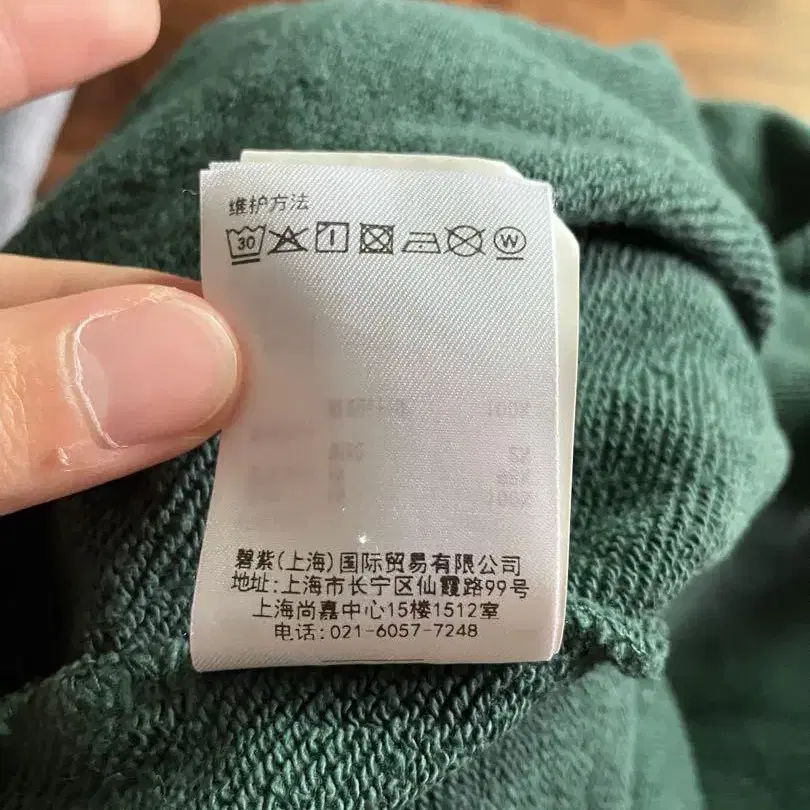 维护方法
30 W
碧紫(上海)国际贸易有限公司
地址:上海市长宁区仙霞路99号
上海尚嘉中心15楼1512室
电话:021-6057-7248